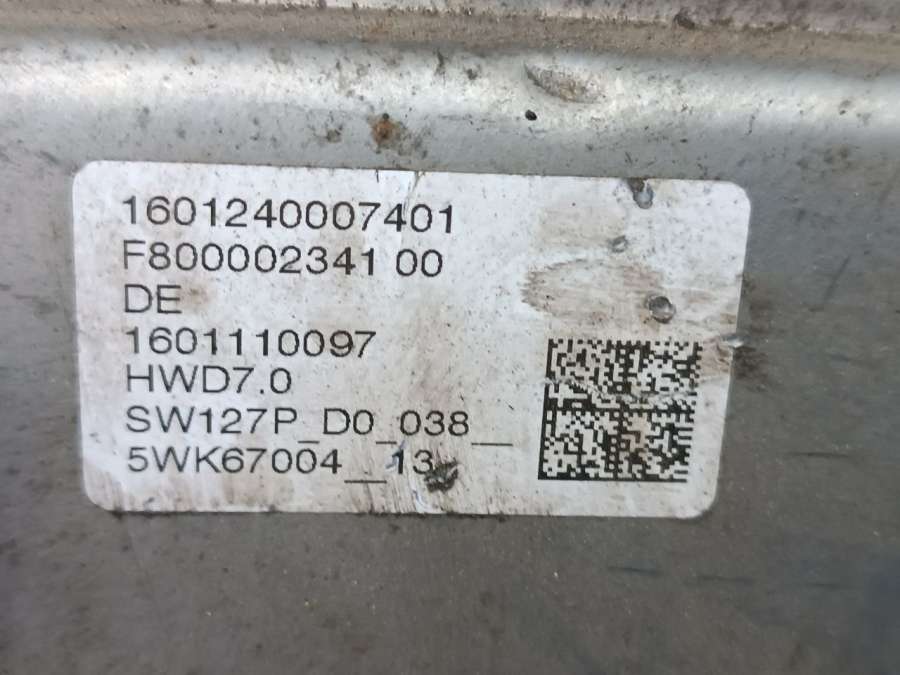 1601240007401
F800002341 00
DE
1601110097
HWD7.0
SW127P_D0_038__
5WK67004__13